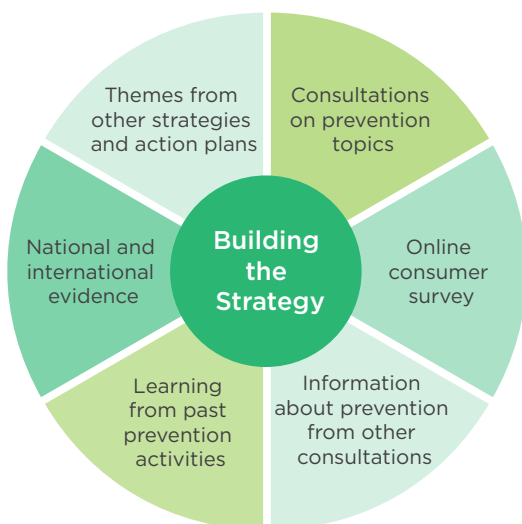 Themes from
other strategies
and action plans
Consultations
on prevention
topics
National and
international
evidence
Building
the
Strategy
Online
consumer
survey
Learning
from past
prevention
activities
Information
about prevention
from other
consultations